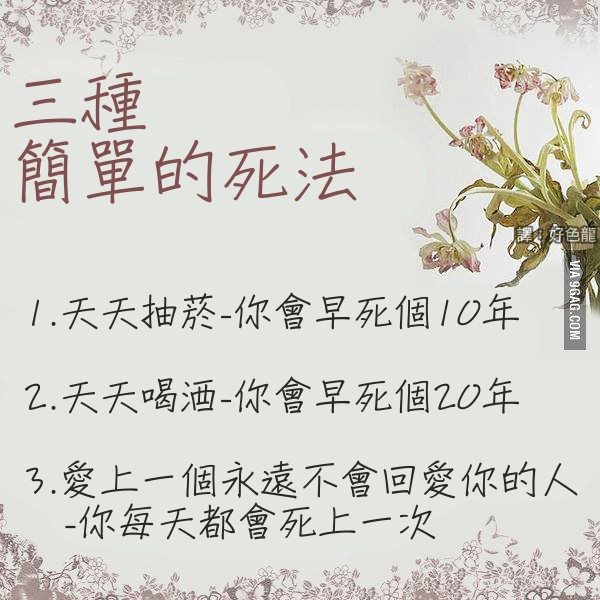 三種
簡單的死法
譯:好色龍
VIA 9GAG.COM
1.天天抽菸-你會早死個10年
2.天天喝酒-你會早死個20年
3.愛上一個永遠不會回愛你的人
-你每天都會死上一次